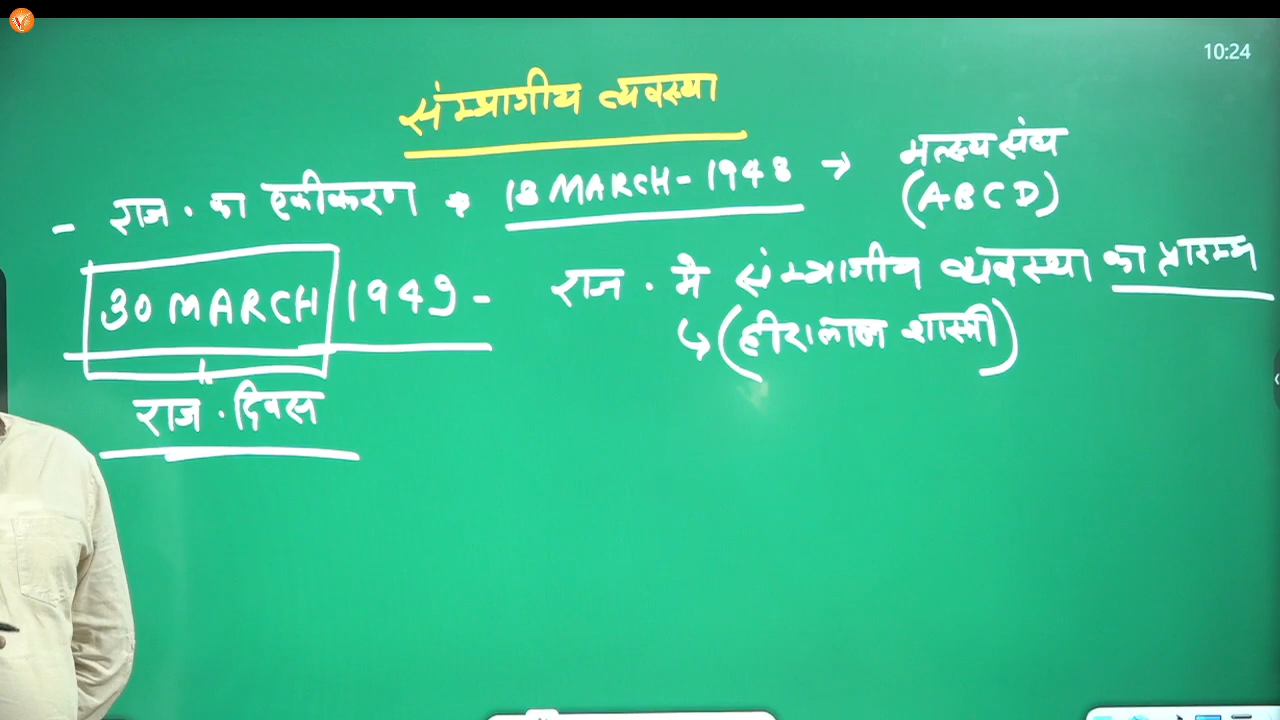 10:24
संम्भागीय व्यवस्था
- राज. का एकीकरण → 18 MARCH - 1948 → मत्स्य संघ
(ABCD)
30 MARCH 1949 - राज. मे संम्भागीय व्यवस्था का प्रारम्भ
↳ (हीरालाल शास्त्री)
राज. दिवस